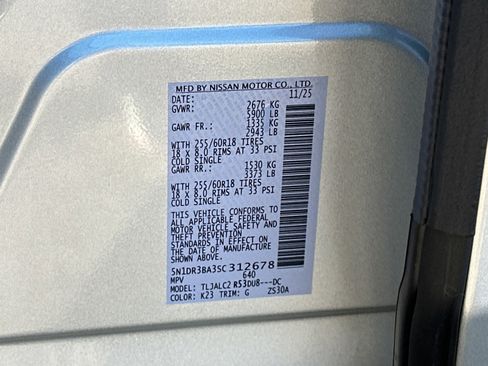 MFD BY NISSAN MOTOR CO., LTD.
DATE: 11/25
GVWR: 2676 KG
5900 LB
GAWR FR.: 1335 KG
2943 LB
WITH 255/60R18 TIRES
18 X 8.0 RIMS AT 33 PSI
COLD SINGLE
GAWR RR.: 1530 KG
3373 LB
WITH 255/60R18 TIRES
18 X 8.0 RIMS AT 33 PSI
COLD SINGLE
THIS VEHICLE CONFORMS TO
ALL APPLICABLE FEDERAL
MOTOR VEHICLE SAFETY AND
THEFT PREVENTION
STANDARDS IN EFFECT ON
THE DATE OF MANUFACTURE
SHOWN ABOVE.
5N1DR3BA3SC312678
MPV 640
MODEL: TLJALC2 R53DU8---DC
COLOR: K23 TRIM: G ZS30A